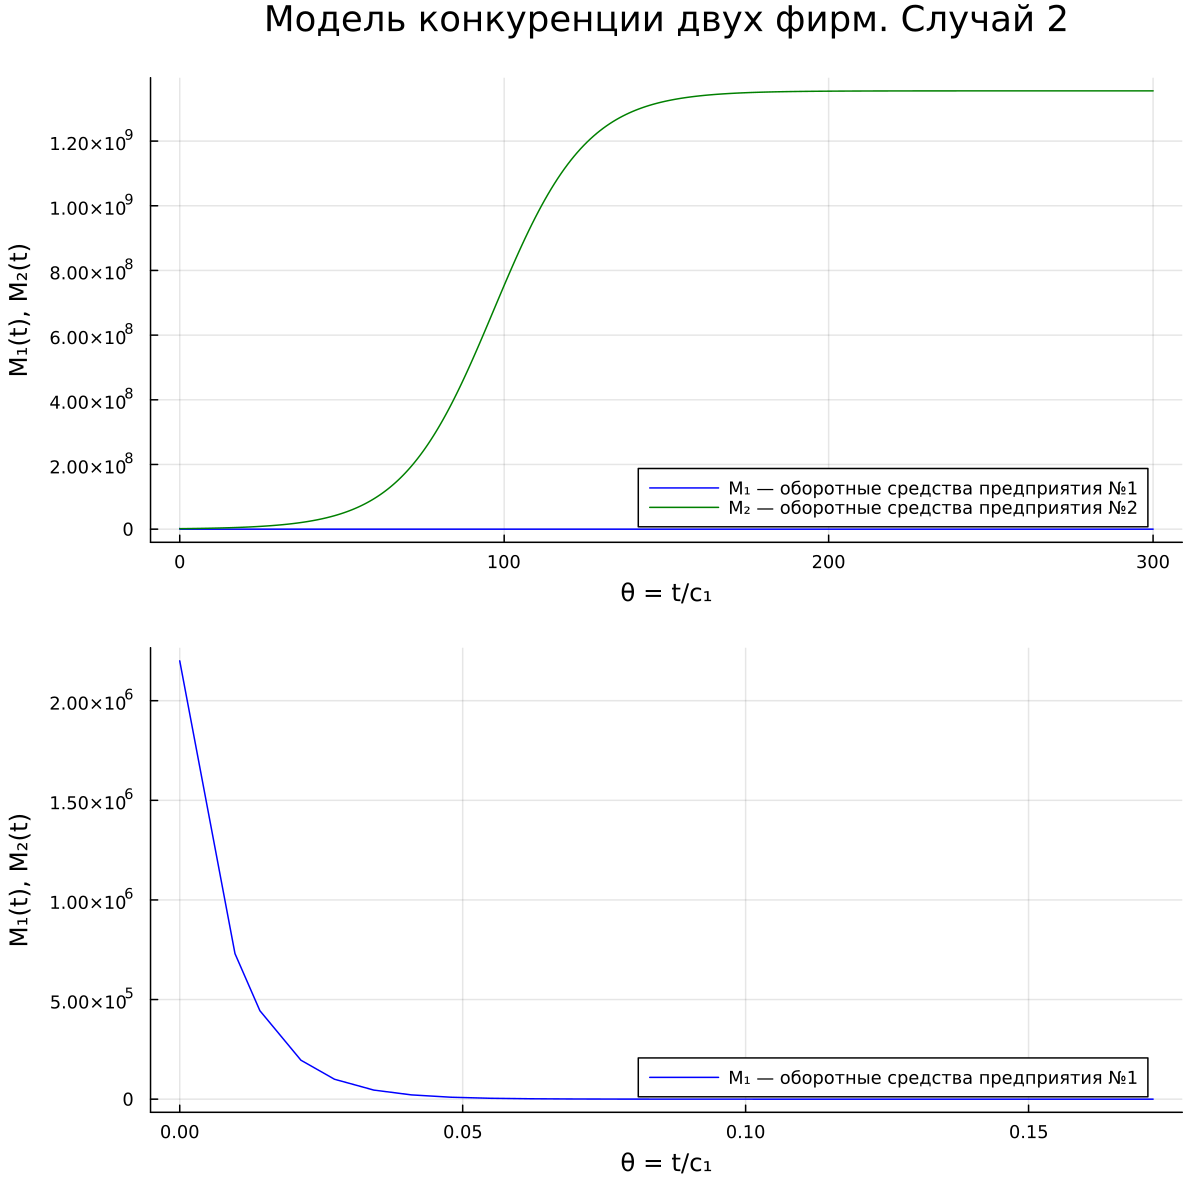 Модель конкуренции двух фирм. Случай 2
M₁(t), M₂(t)
1.20×10⁹
1.00×10⁹
8.00×10⁸
6.00×10⁸
4.00×10⁸
2.00×10⁸
0
M₁ — оборотные средства предприятия №1
M₂ — оборотные средства предприятия №2
0 100 200 300
θ = t/c₁
M₁(t), M₂(t)
2.00×10⁶
1.50×10⁶
1.00×10⁶
5.00×10⁵
0
M₁ — оборотные средства предприятия №1
0.00 0.05 0.10 0.15
θ = t/c₁